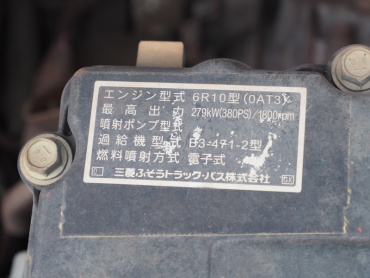 エンジン型式 6R10型(0AT3)
最高出力 279kW(380PS)/1800rpm
噴射ポンプ型式
過給機型式 B3-471-2型
燃料噴射方式 電子式
三菱ふそうトラック・バス株式会社